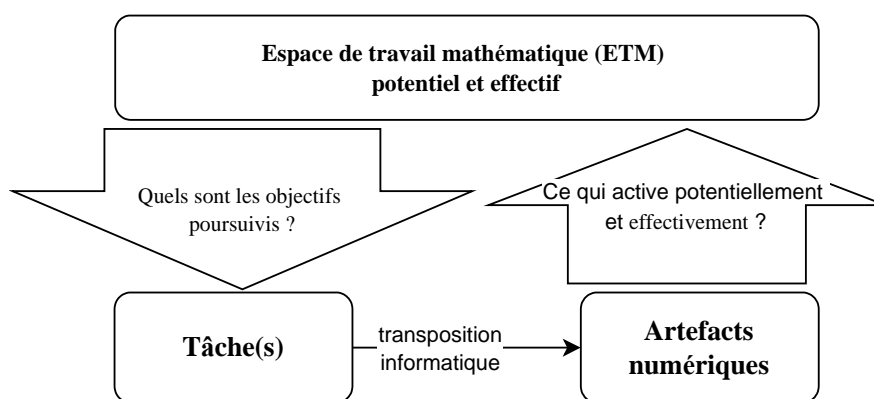 Espace de travail mathématique (ETM)
potentiel et effectif
Quels sont les objectifs
poursuivis ?
Ce qui active potentiellement
et effectivement ?
Tâche(s)
transposition
informatique
Artefacts
numériques